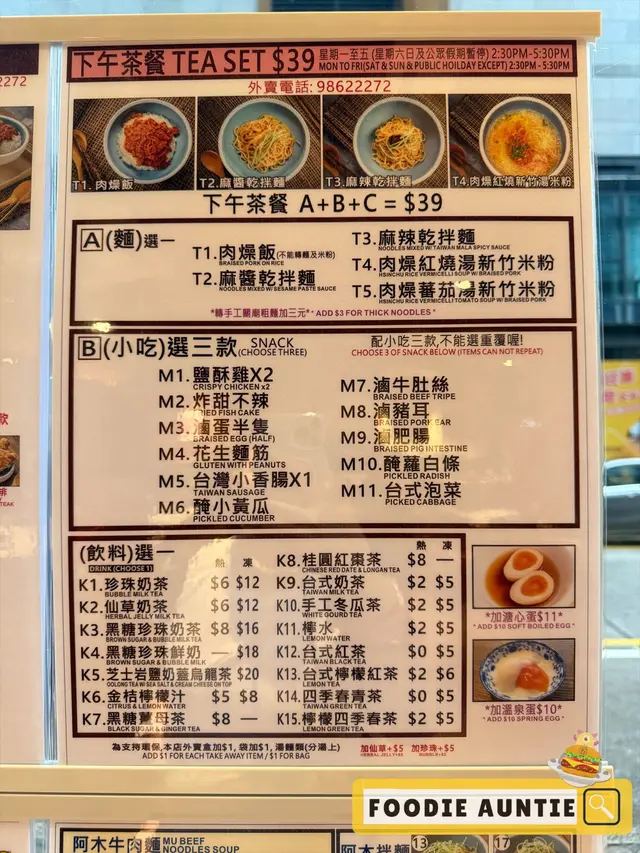 2272
下午茶餐 TEA SET $39 星期一至五 (星期六日及公眾假期暫停) 2:30PM-5:30PM
MON TO FRI(SAT & SUN & PUBLIC HOILDAY EXCEPT) 2:30PM - 5:30PM
外賣電話: 98622272
T1. 肉燥飯
T2. 麻醬乾拌麵
T3. 麻辣乾拌麵
T4. 肉燥紅燒新竹湯米粉
下午茶餐 A+B+C = $39
A (麵) 選一
T1. 肉燥飯 (不能轉麵及米粉)
BRAISED PORK ON RICE
T2. 麻醬乾拌麵
NOODLES MIXED W/ SESAME PASTE SAUCE
T3. 麻辣乾拌麵
NOODLES MIXED W/ TAIWAN MALA SPICY SAUCE
T4. 肉燥紅燒湯新竹米粉
HSINCHU RICE VERMICELLI SOUP W/ BRAISED PORK
T5. 肉燥蕃茄湯新竹米粉
HSINCHU RICE VERMICELLI TOMATO SOUP W/ BRAISED PORK
*轉手工關廟粗麵加三元* * ADD $3 FOR THICK NOODLES *
B (小吃) 選三款 SNACK (CHOOSE THREE)
配小吃三款,不能選重覆喔!
CHOOSE 3 OF SNACK BELOW (ITEMS CAN NOT REPEAT)
M1. 鹽酥雞X2
CRISPY CHICKEN x2
M2. 炸甜不辣
FRIED FISH CAKE
M3. 滷蛋半隻
BRAISED EGG (HALF)
M4. 花生麵筋
GLUTEN WITH PEANUTS
M5. 台灣小香腸X1
TAIWAN SAUSAGE
M6. 醃小黃瓜
PICKLED CUCUMBER
M7. 滷牛肚絲
BRAISED BEEF TRIPE
M8. 滷豬耳
BRAISED PORK EAR
M9. 滷肥腸
BRAISED PIG INTESTINE
M10. 醃蘿白條
PICKLED RADISH
M11. 台式泡菜
PICKED CABBAGE
(飲料) 選一 熱 凍
DRINK (CHOOSE 1)
K1. 珍珠奶茶 $6 $12
BUBBLE MILK TEA
K2. 仙草奶茶 $6 $12
HERBAL JELLY MILK TEA
K3. 黑糖珍珠奶茶 $8 $16
BROWN SUGAR & BUBBLE MILK TEA
K4. 黑糖珍珠鮮奶 — $18
BROWN SUGAR & BUBBLE MILK
K5. 芝士岩鹽奶蓋烏龍茶 $20
OOLONG TEA W/ SEA SALT & CREAM CHEESE ON TOP
K6. 金桔檸檬汁 $5 $8
CITRUS & LEMON WATER
K7. 黑糖薑母茶 $8 —
BLACK SUGAR & GINGER TEA
熱 凍
K8. 桂圓紅棗茶 $8 —
CHINESE RED DATE & LONGAN TEA
K9. 台式奶茶 $2 $5
TAIWAN MILK TEA
K10. 手工冬瓜茶 $2 $5
WHITE GOURD TEA
K11. 檸水 $2 $5
LEMON WATER
K12. 台式紅茶 $0 $5
TAIWAN BLACK TEA
K13. 台式檸檬紅茶 $2 $6
LEMON TEA
K14. 四季春青茶 $0 $5
TAIWAN GREEN TEA
K15. 檸檬四季春茶 $2 $5
LEMON GREEN TEA
*加溏心蛋$11*
* ADD $10 SOFT BOILED EGG *
*加溫泉蛋$10*
* ADD $10 SPRING EGG *
為支持環保,本店外賣盒加$1, 袋加$1, 湯麵類(分湯上)
ADD $1 FOR EACH TAKE AWAY ITEM / $1 FOR BAG
加仙草+$5 加珍珠+$5
FOODIE AUNTIE
阿木牛肉麵 MU BEEF NOODLES SOUP
阿木拌麵
13
17